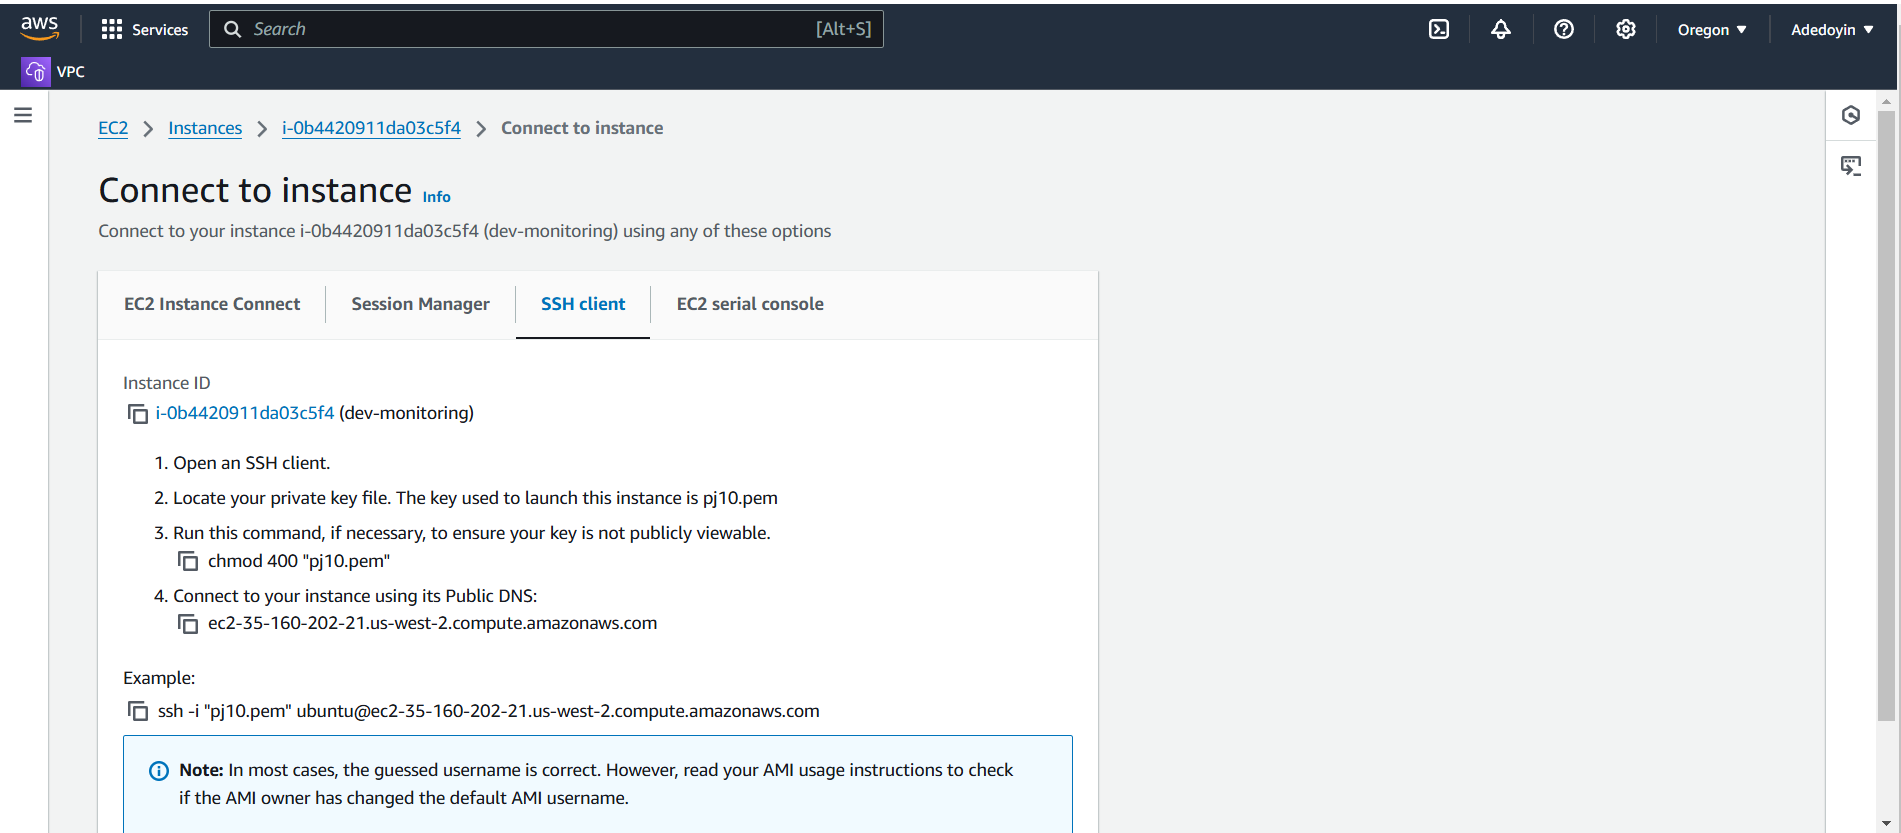 aws
Services
Search
[Alt+S]
Oregon
Adedoyin
VPC
EC2 > Instances > i-0b4420911da03c5f4 > Connect to instance
Connect to instance Info
Connect to your instance i-0b4420911da03c5f4 (dev-monitoring) using any of these options
EC2 Instance Connect
Session Manager
SSH client
EC2 serial console
Instance ID
i-0b4420911da03c5f4 (dev-monitoring)
1. Open an SSH client.
2. Locate your private key file. The key used to launch this instance is pj10.pem
3. Run this command, if necessary, to ensure your key is not publicly viewable.
chmod 400 "pj10.pem"
4. Connect to your instance using its Public DNS:
ec2-35-160-202-21.us-west-2.compute.amazonaws.com
Example:
ssh -i "pj10.pem" ubuntu@ec2-35-160-202-21.us-west-2.compute.amazonaws.com
Note: In most cases, the guessed username is correct. However, read your AMI usage instructions to check
if the AMI owner has changed the default AMI username.